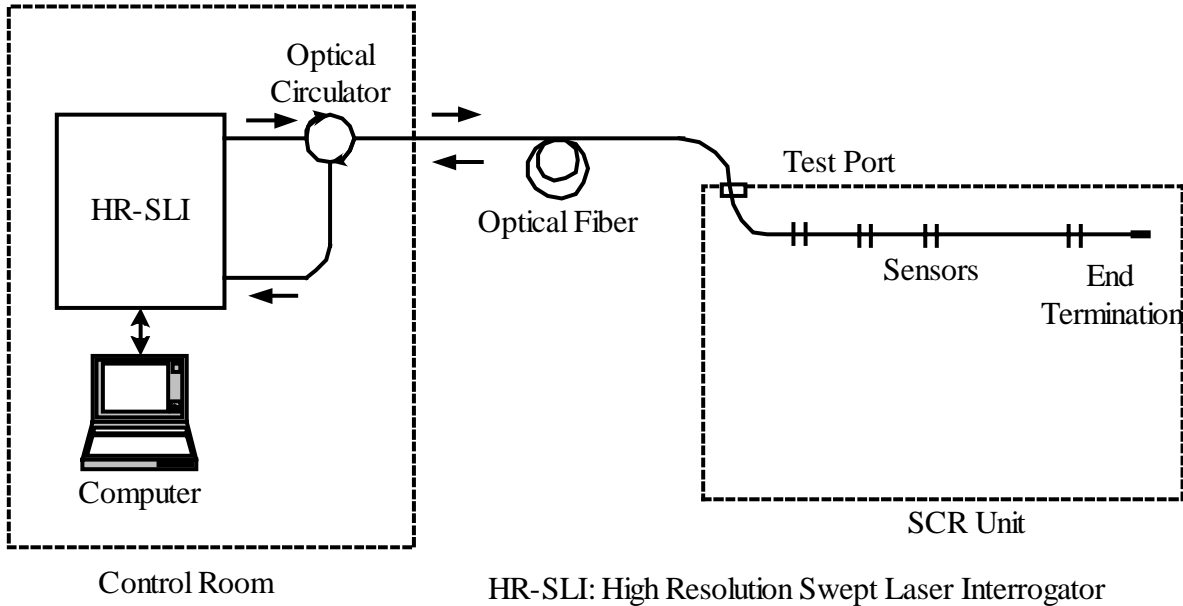 Optical
Circulator
HR-SLI
Optical Fiber
Test Port
Sensors
End
Termination
Computer
SCR Unit
Control Room
HR-SLI: High Resolution Swept Laser Interrogator